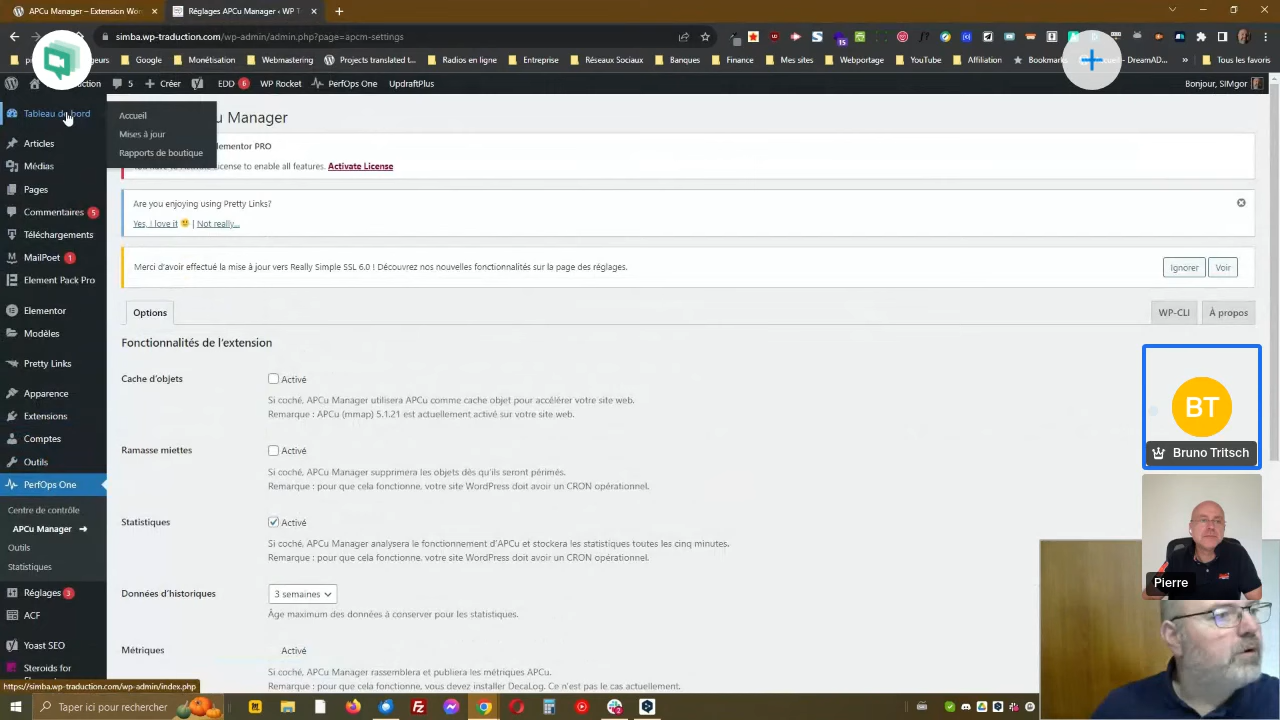 APCu Manager – Extension Wor
Réglages APCu Manager ‹ WP T
simba.wp-traduction.com/wp-admin/admin.php?page=apcm-settings
Google
Monétisation
Webmastering
Projects translated I...
Radios en ligne
Entreprise
Réseaux Sociaux
Banques
Finance
Mes sites
Webportage
YouTube
Affiliation
Bookmarks
Accueil - DreamAD...
»
Tous les favoris
5
Créer
EDD 6
WP Rocket
PerfOps One
UpdraftPlus
Bonjour, SIMgor
Tableau de bord
Accueil
Mises à jour
Rapports de boutique
Articles
Médias
Pages
Commentaires 5
Téléchargements
MailPoet 1
Element Pack Pro
Elementor
Modèles
Pretty Links
Apparence
Extensions
Comptes
Outils
PerfOps One
Centre de contrôle
APCu Manager →
Outils
Statistiques
Réglages 3
ACF
Yoast SEO
Steroids for
Manager
lementor PRO
license to enable all features. Activate License
Are you enjoying using Pretty Links?
Yes, I love it 🙂 | Not really...
Merci d'avoir effectué la mise à jour vers Really Simple SSL 6.0 ! Découvrez nos nouvelles fonctionnalités sur la page des réglages.
Ignorer
Voir
Options
WP-CLI
À propos
Fonctionnalités de l'extension
Cache d'objets
Activé
Si coché, APCu Manager utilisera APCu comme cache objet pour accélérer votre site web.
Remarque : APCu (mmap) 5.1.21 est actuellement activé sur votre site web.
Ramasse miettes
Activé
Si coché, APCu Manager supprimera les objets dès qu'ils seront périmés.
Remarque : pour que cela fonctionne, votre site WordPress doit avoir un CRON opérationnel.
Statistiques
Activé
Si coché, APCu Manager analysera le fonctionnement d'APCu et stockera les statistiques toutes les cinq minutes.
Remarque : pour que cela fonctionne, votre site WordPress doit avoir un CRON opérationnel.
Données d'historiques
3 semaines
Âge maximum des données à conserver pour les statistiques.
Métriques
Activé
Si coché, APCu Manager rassemblera et publiera les métriques APCu.
Remarque : pour que cela fonctionne, vous devez installer DecaLog. Ce n'est pas le cas actuellement.
BT
Bruno Tritsch
Pierre
https://simba.wp-traduction.com/wp-admin/index.php
Taper ici pour rechercher